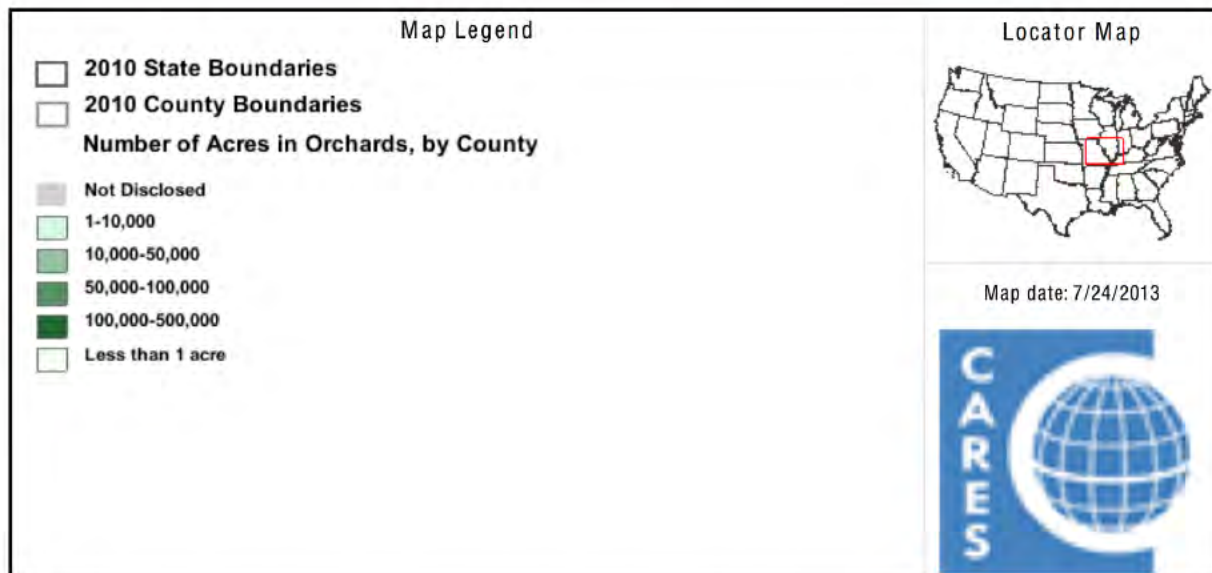 Map Legend
2010 State Boundaries
2010 County Boundaries
Number of Acres in Orchards, by County
Not Disclosed
1-10,000
10,000-50,000
50,000-100,000
100,000-500,000
Less than 1 acre
Locator Map
Map date: 7/24/2013
CARES